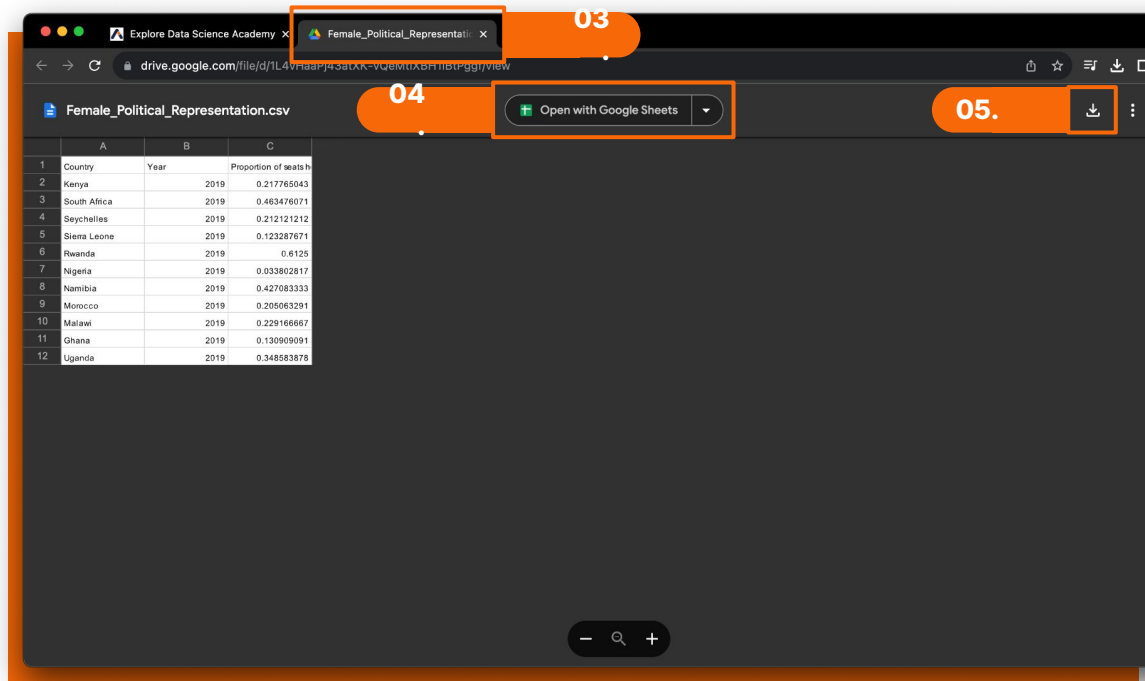 03
.
Explore Data Science Academy
Female_Political_Representatio
drive.google.com/file/d/
04
.
Female_Political_Representation.csv
Open with Google Sheets
05.
A B C
1 Country Year Proportion of seats h
2 Kenya 2019 0.217765043
3 South Africa 2019 0.463476071
4 Seychelles 2019 0.212121212
5 Sierra Leone 2019 0.123287671
6 Rwanda 2019 0.6125
7 Nigeria 2019 0.033802817
8 Namibia 2019 0.427083333
9 Morocco 2019 0.205063291
10 Malawi 2019 0.229166667
11 Ghana 2019 0.130909091
12 Uganda 2019 0.348583878